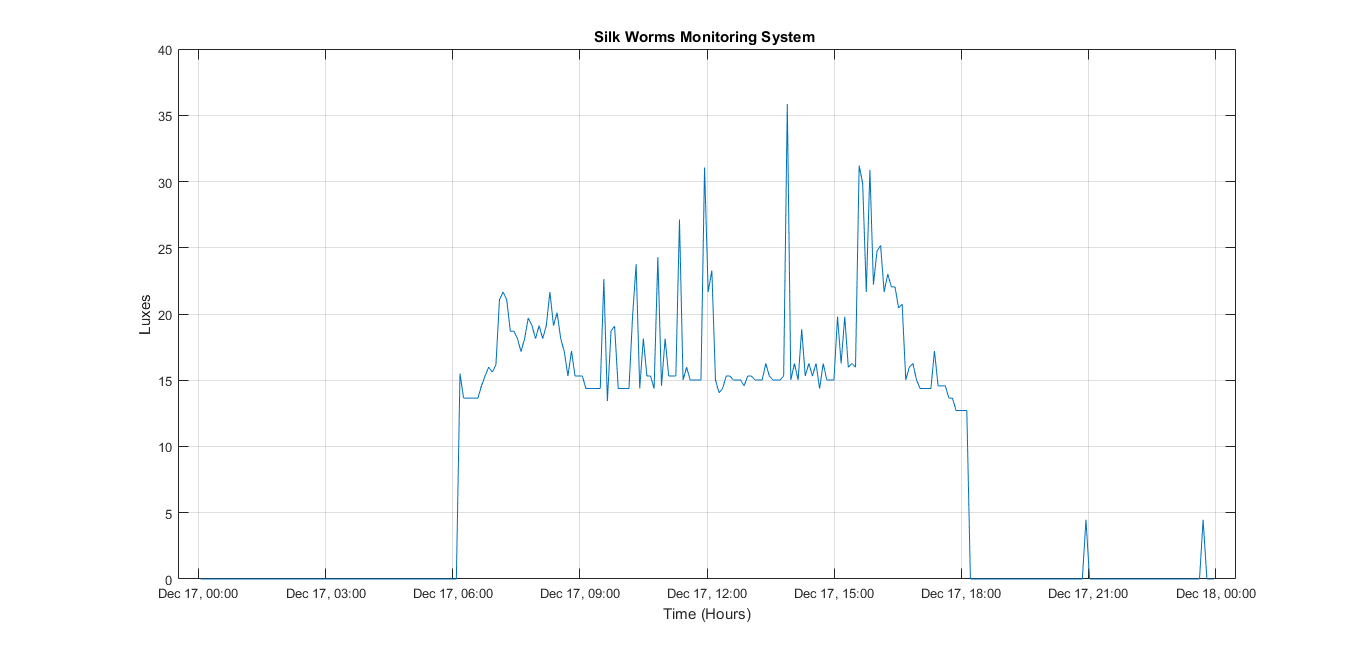 Silk Worms Monitoring System
40
35
30
25
20
15
10
5
0
Luxes
Dec 17, 00:00 Dec 17, 03:00 Dec 17, 06:00 Dec 17, 09:00 Dec 17, 12:00 Dec 17, 15:00 Dec 17, 18:00 Dec 17, 21:00 Dec 18, 00:00
Time (Hours)